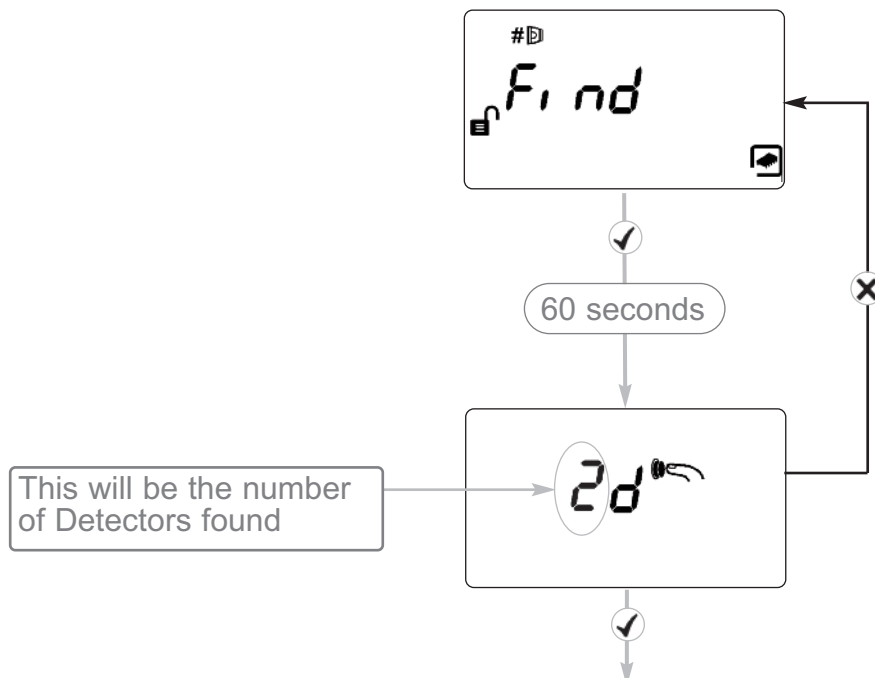 #
Find
60 seconds
2d
This will be the number
of Detectors found